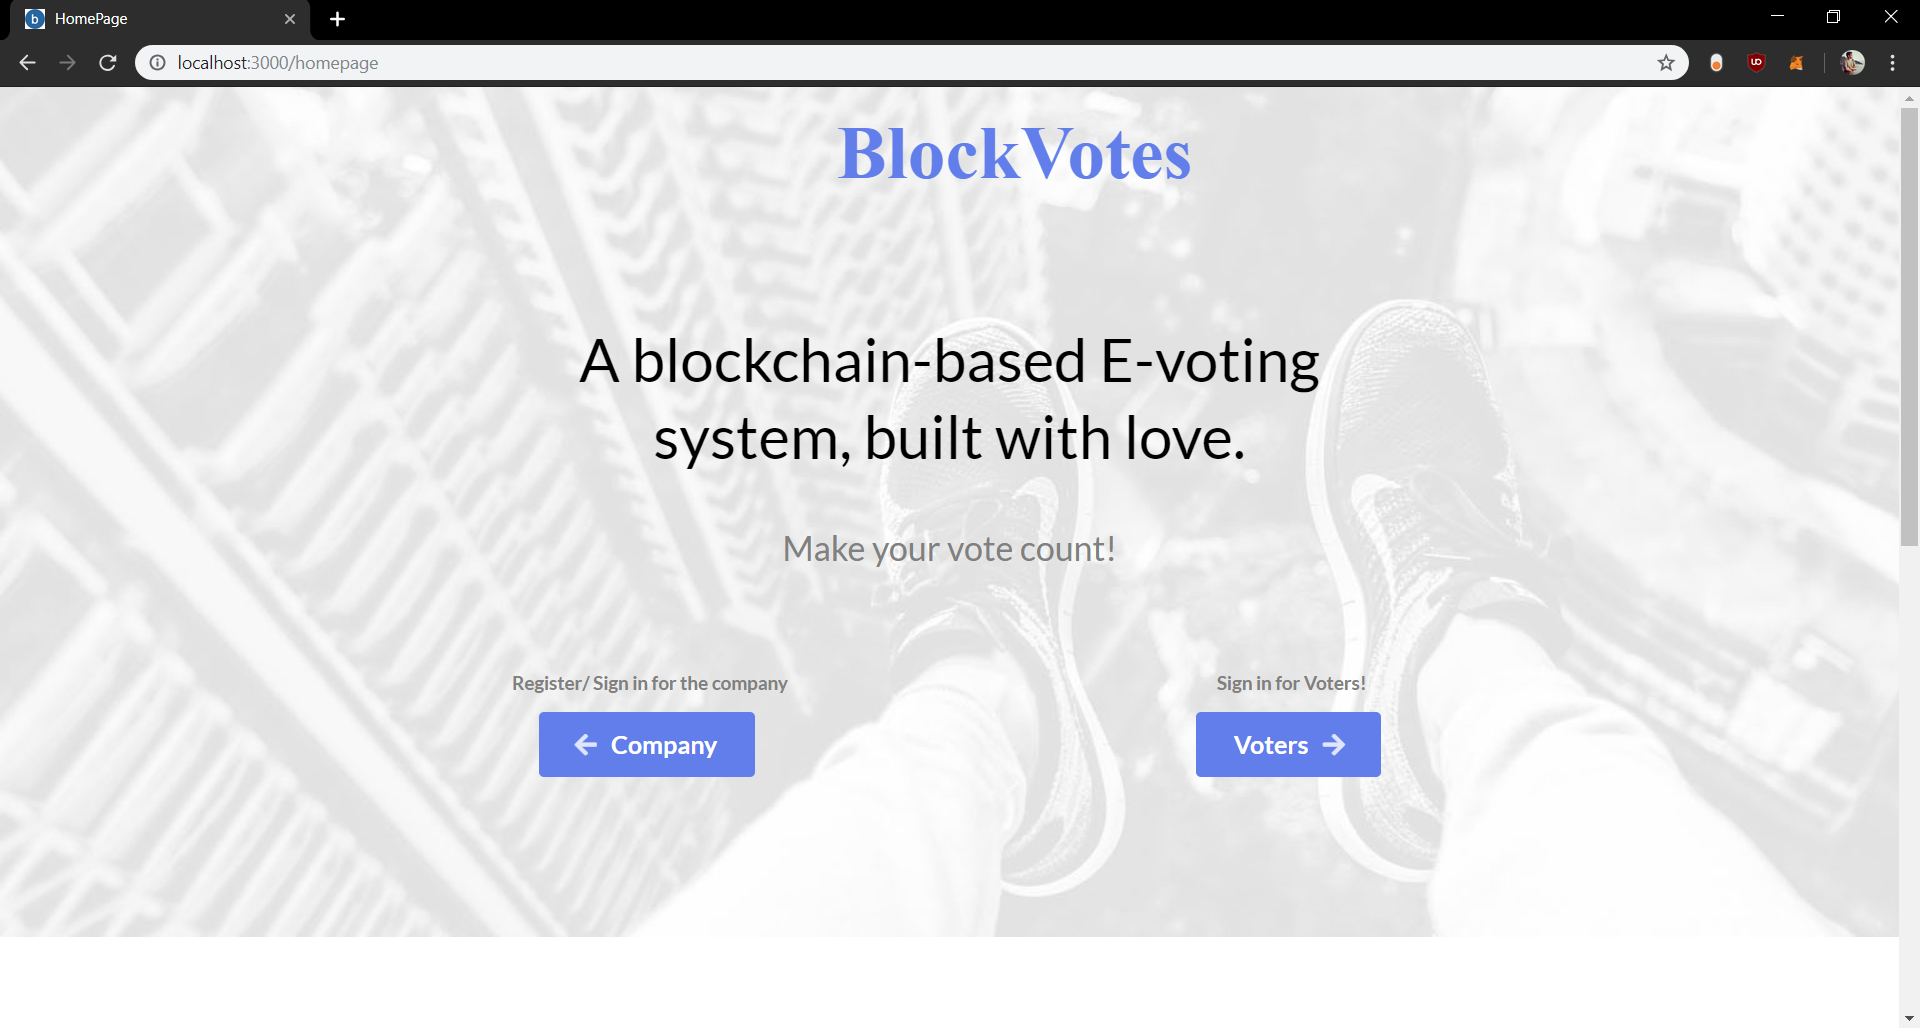 b HomePage
localhost:3000/homepage
BlockVotes
A blockchain-based E-voting
system, built with love.
Make your vote count!
Register/ Sign in for the company
Sign in for Voters!
Company
Voters